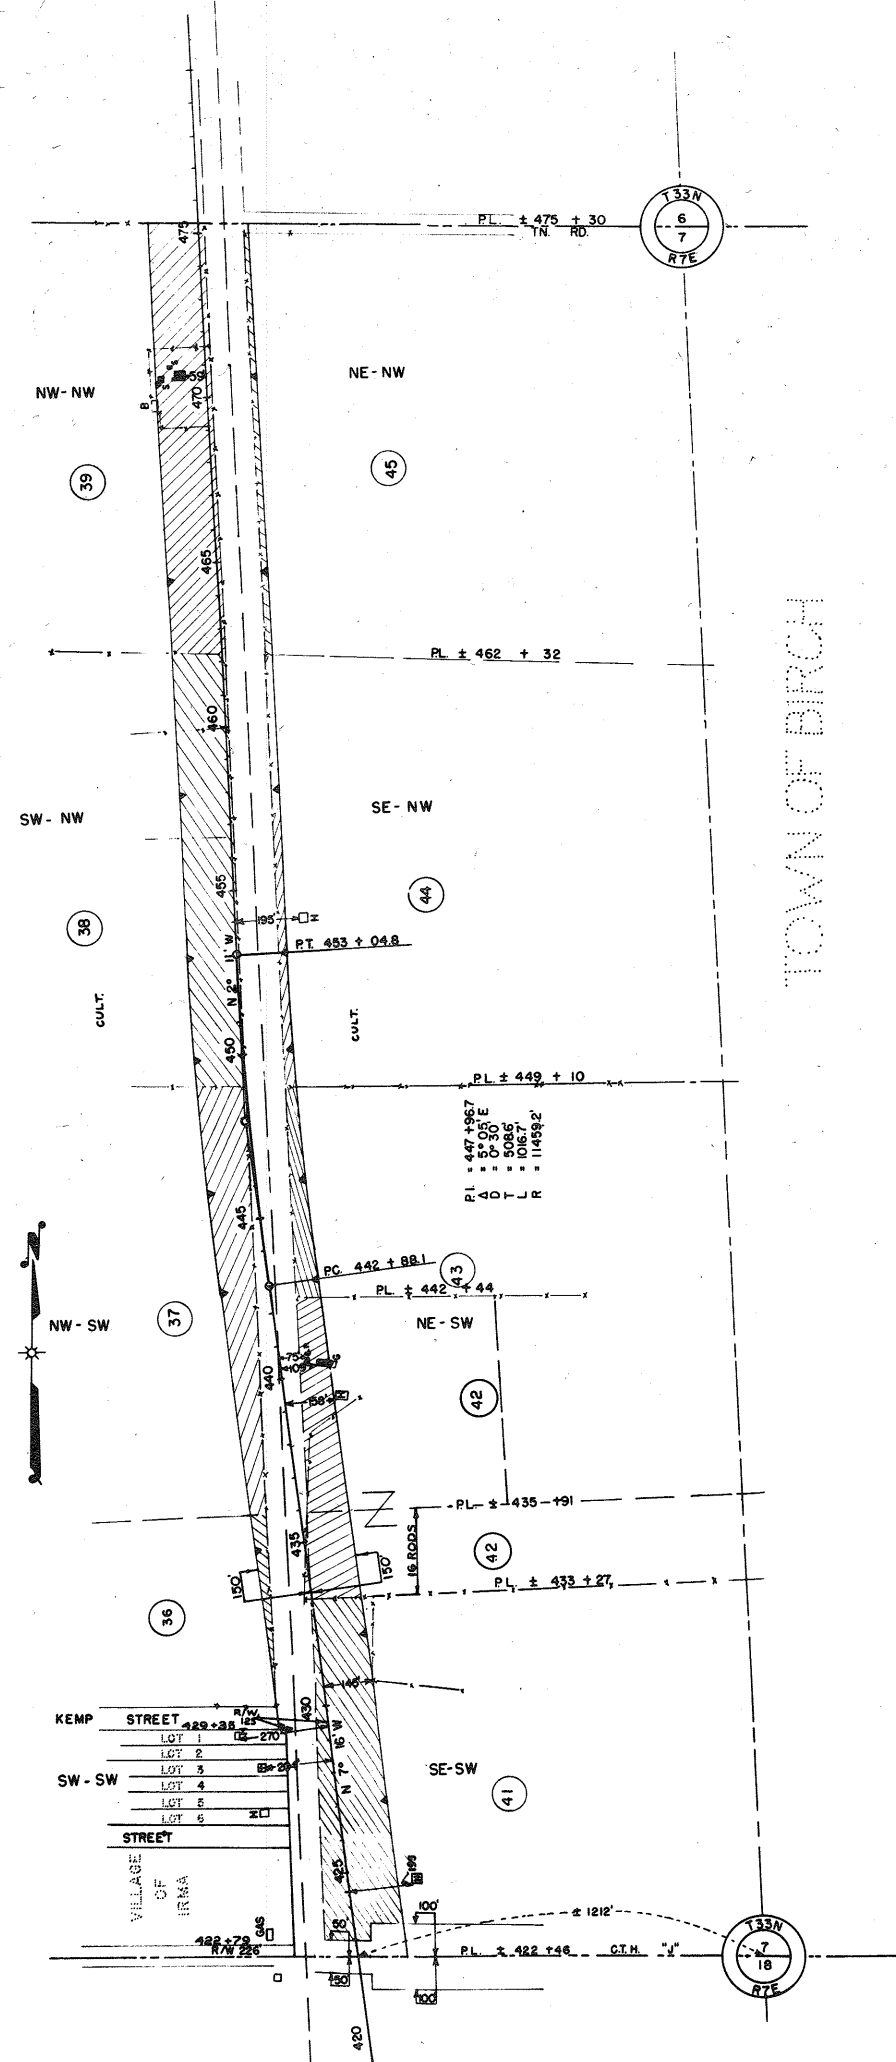 T 33N
6
7
R7E
P.L. ± 475 + 30
TN. RD.
475
59
470
B
NW-NW
NE-NW
39
45
465
P.L. ± 462 + 32
460
TOWN OF BIRCH
SW-NW
SE-NW
455
44
38
195'
H
P.T. 453 + 04.8
N 2° 11' W
CULT.
CULT.
450
P.L. ± 449 + 10
P.I. = 447 + 96.7
Δ = 5° 05' E
D = 0° 30'
T = 508.6'
L = 1016.7'
R = 11459.2'
445
P.C. 442 + 88.1
43
P.L. ± 442 + 44
N
NW-SW
37
NE-SW
75'
109'
G
440
158'
H
42
P.L. ± 435 + 91
435
16 RODS
42
150'
150'
P.L. ± 433 + 27
36
145'
430
KEMP STREET
R/W 125'
429+35
270'
LOT 1
LOT 2
LOT 3
LOT 4
LOT 5
LOT 6
N 7° 16' W
SW-SW
SE-SW
41
H
STREET
VILLAGE
OF
IRMA
425
195
GAS
422+79
R/W 226'
50'
100'
± 1212'
P.L. ± 422 + 46 C.T.H. "J"
50'
100'
T33N
7
18
R7E
420